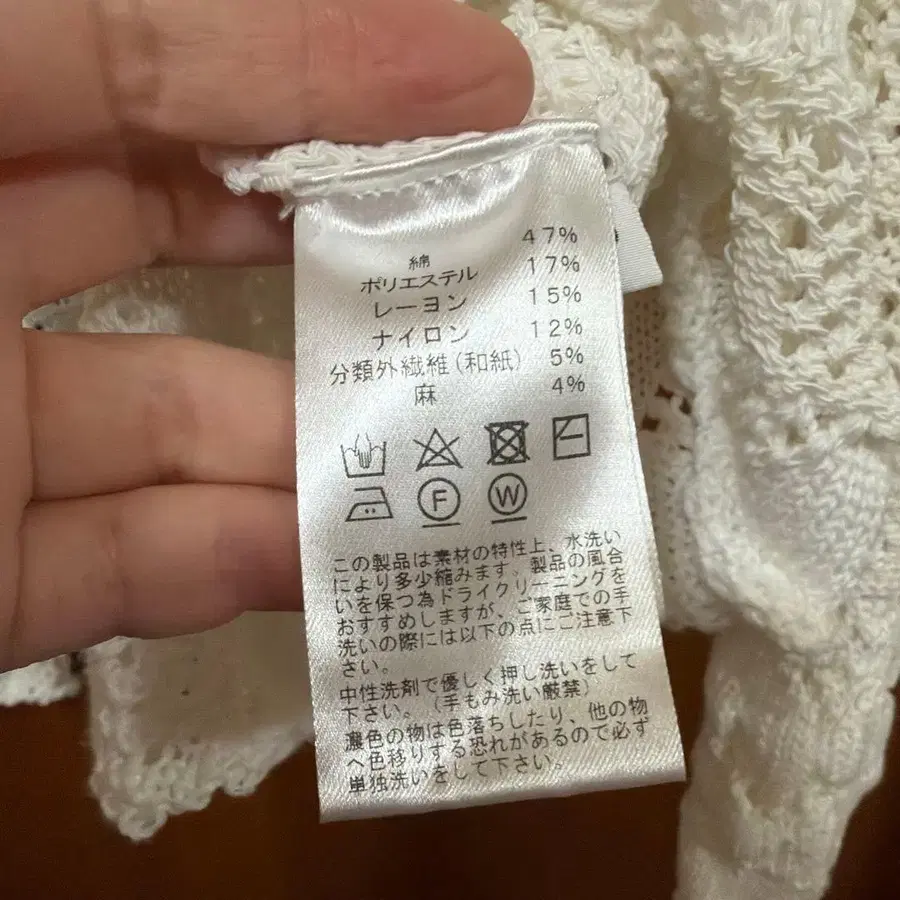 綿 47%
ポリエステル 17%
レーヨン 15%
ナイロン 12%
分類外繊維(和紙) 5%
麻 4%
F W
この製品は素材の特性上、水洗い
により多少縮みます。製品の風合
いを保つ為ドライクリーニングを
おすすめしますが、ご家庭での手
洗いの際には以下の点にご注意下
さい。
中性洗剤で優しく押し洗いをして
下さい。(手もみ洗い厳禁)
濃色の物は色落ちしたり、他の物
へ色移りする恐れがあるので必ず
単独洗いをして下さい。